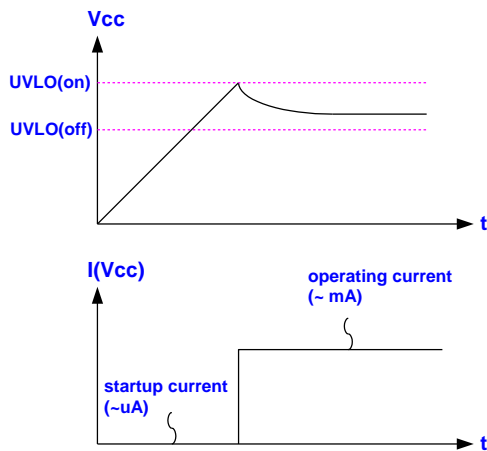 Vcc
UVLO(on)
UVLO(off)
t
I(Vcc)
operating current
(~ mA)
startup current
(~uA)
t